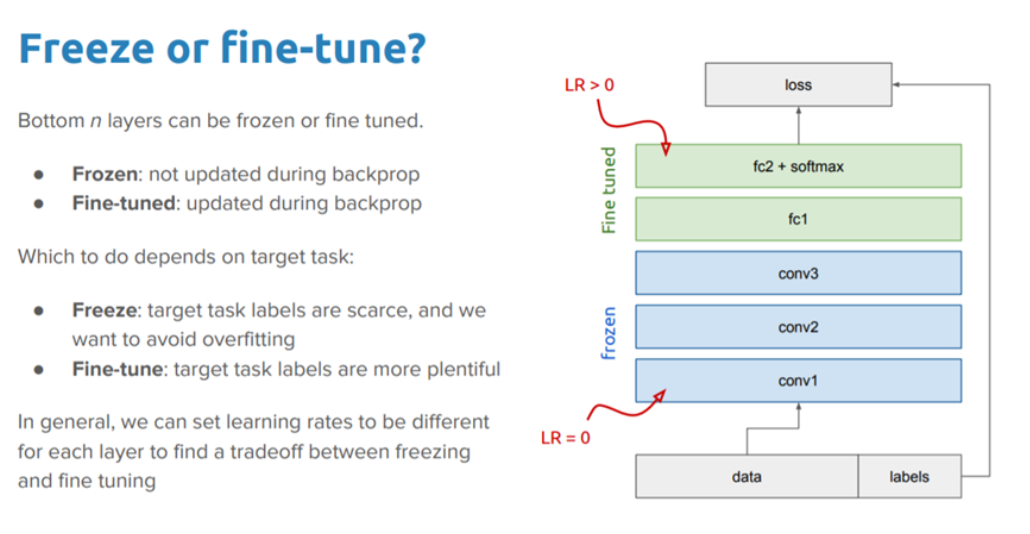 Freeze or fine-tune?
Bottom n layers can be frozen or fine tuned.
● Frozen: not updated during backprop
● Fine-tuned: updated during backprop
Which to do depends on target task:
● Freeze: target task labels are scarce, and we
want to avoid overfitting
● Fine-tune: target task labels are more plentiful
In general, we can set learning rates to be different
for each layer to find a tradeoff between freezing
and fine tuning
LR > 0
loss
Fine tuned
fc2 + softmax
fc1
conv3
frozen
conv2
conv1
LR = 0
data
labels